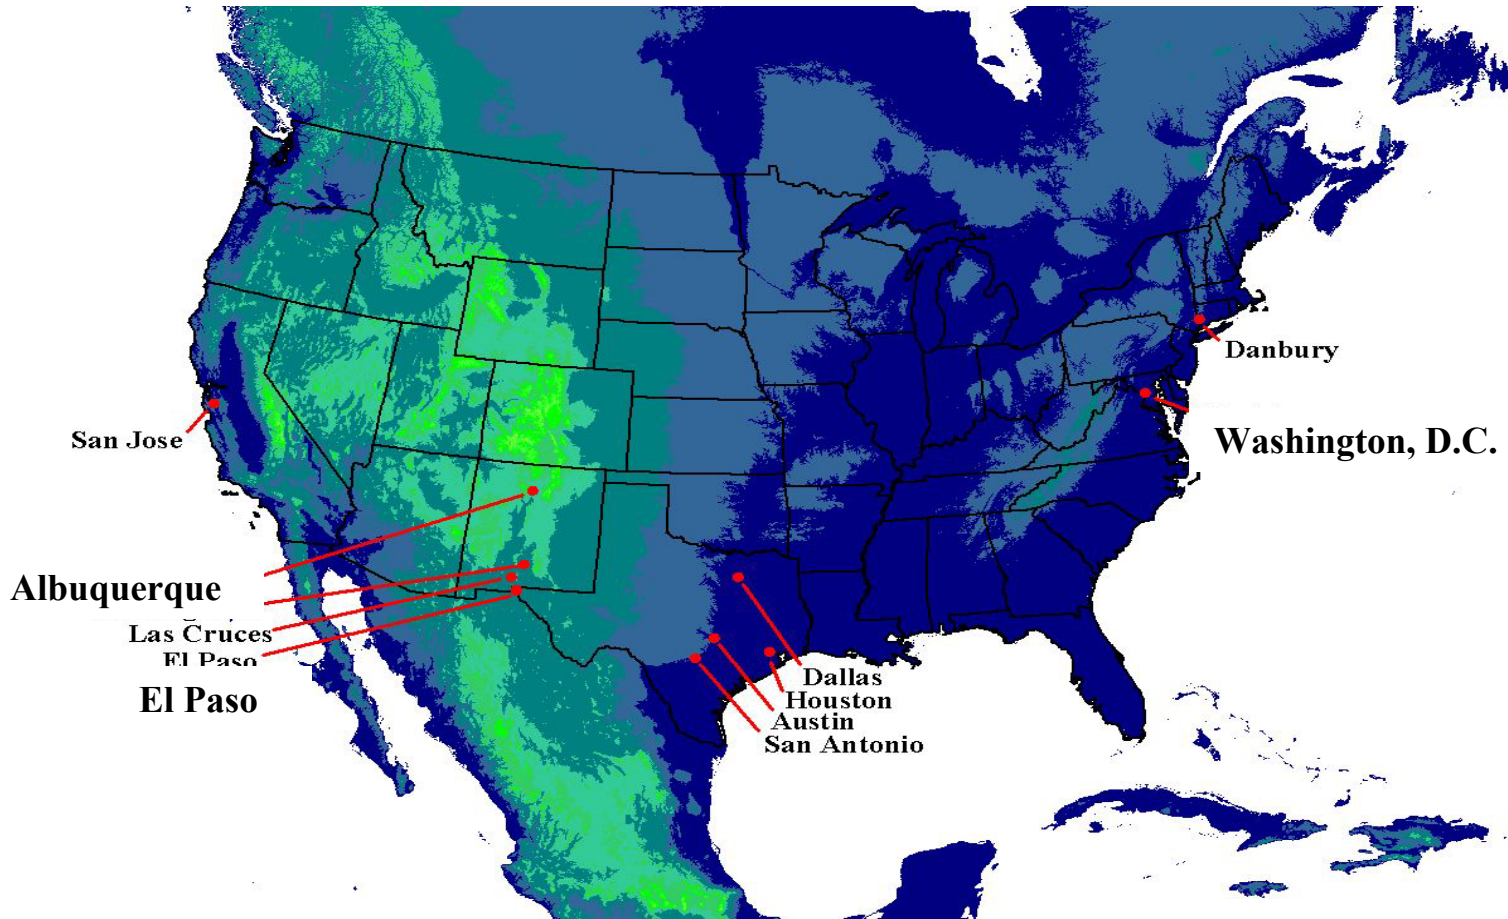 Danbury
San Jose
Washington, D.C.
Albuquerque
Las Cruces
El Paso
El Paso
Dallas
Houston
Austin
San Antonio